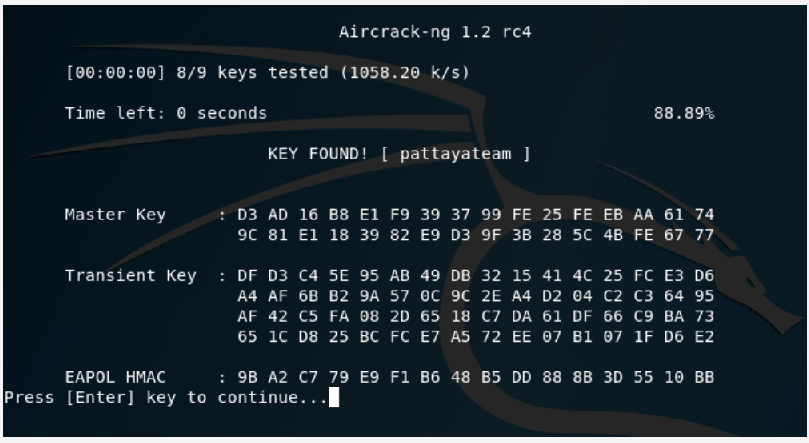 Aircrack-ng 1.2 rc4
[00:00:00] 8/9 keys tested (1058.20 k/s)
Time left: 0 seconds 88.89%
KEY FOUND! [ pattayateam ]
Master Key : D3 AD 16 B8 E1 F9 39 37 99 FE 25 FE EB AA 61 74
9C 81 E1 18 39 82 E9 D3 9F 3B 28 5C 4B FE 67 77
Transient Key : DF D3 C4 5E 95 AB 49 DB 32 15 41 4C 25 FC E3 D6
A4 AF 6B B2 9A 57 0C 9C 2E A4 D2 04 C2 C3 64 95
AF 42 C5 FA 08 2D 65 18 C7 DA 61 DF 66 C9 BA 73
65 1C D8 25 BC FC E7 A5 72 EE 07 B1 07 1F D6 E2
EAPOL HMAC : 9B A2 C7 79 E9 F1 B6 48 B5 DD 88 8B 3D 55 10 BB
Press [Enter] key to continue...